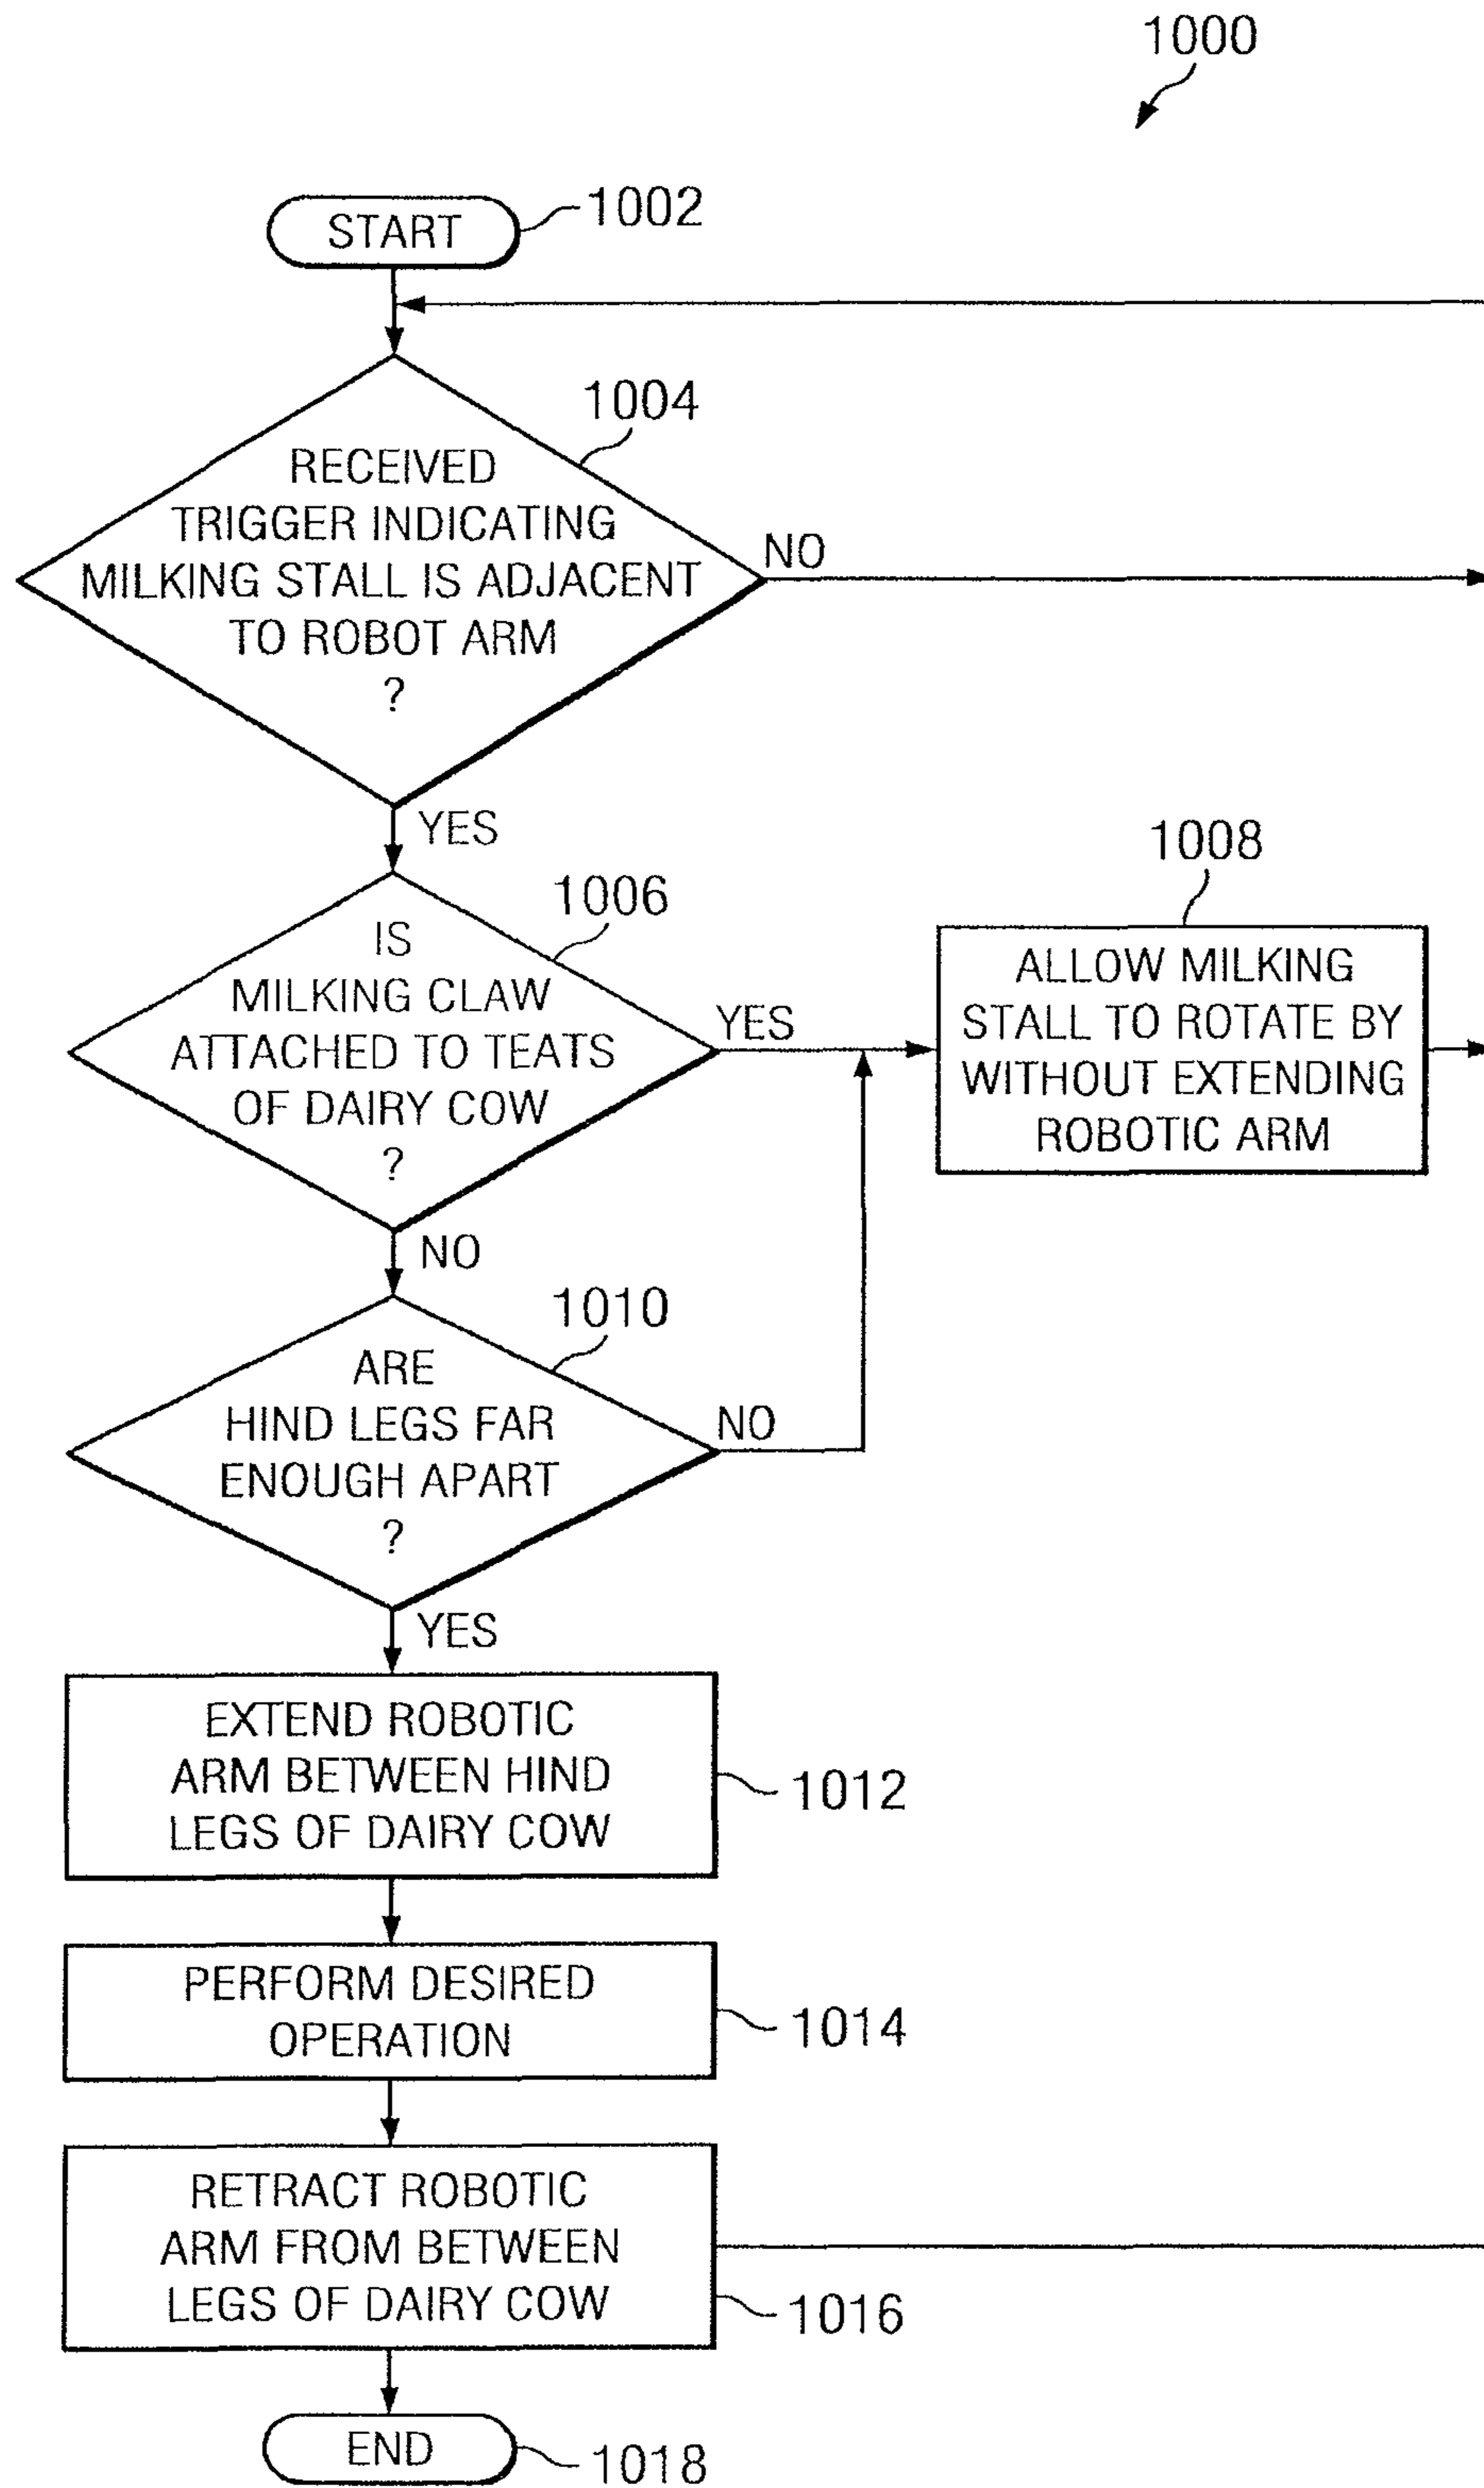 1000
START
1002
1004
RECEIVED
TRIGGER INDICATING
MILKING STALL IS ADJACENT
TO ROBOT ARM
?
NO
YES
1006
IS
MILKING CLAW
ATTACHED TO TEATS
OF DAIRY COW
?
YES
1008
ALLOW MILKING
STALL TO ROTATE BY
WITHOUT EXTENDING
ROBOTIC ARM
NO
1010
ARE
HIND LEGS FAR
ENOUGH APART
?
NO
YES
EXTEND ROBOTIC
ARM BETWEEN HIND
LEGS OF DAIRY COW
1012
PERFORM DESIRED
OPERATION
1014
RETRACT ROBOTIC
ARM FROM BETWEEN
LEGS OF DAIRY COW
1016
END
1018